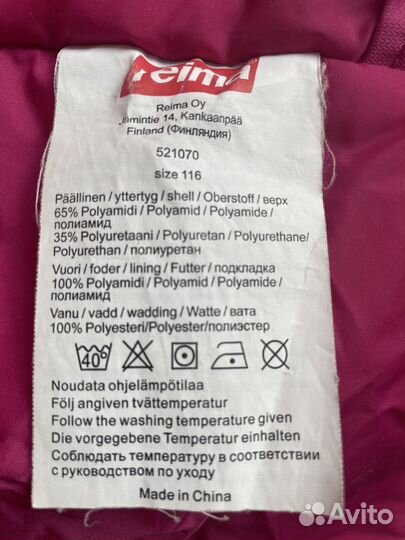 reima
Reima Oy
Jämintie 14, Kankaanpää
Finland (Финляндия)
521070
size 116
Päällinen / yttertyg / shell / Oberstoff / верх
65% Polyamidi / Polyamid / Polyamide /
полиамид
35% Polyuretaani / Polyuretan / Polyurethane/
Polyurethan / полиуретан
Vuori / foder / lining / Futter / подкладка
100% Polyamidi / Polyamid / Polyamide /
полиамид
Vanu / vadd / wadding / Watte / вата
100% Polyesteri/Polyester/полиэстер
40°
Noudata ohjelämpötilaa
Följ angiven tvättemperatur
Follow the washing temperature given
Die vorgegebene Temperatur einhalten
Соблюдать температуру в соответствии
с руководством по уходу
Made in China
Avito